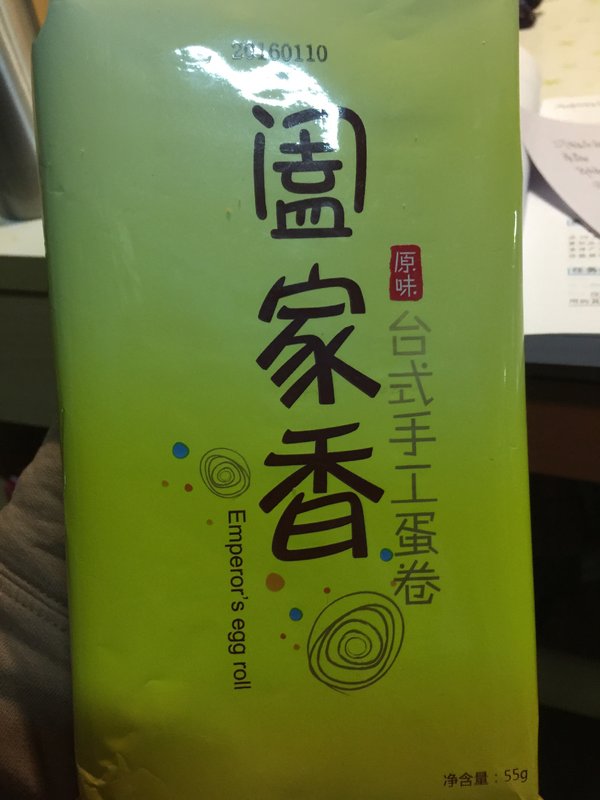 20160110
阖家香
原味
台式手工蛋卷
Emperor's egg roll
净含量：55g